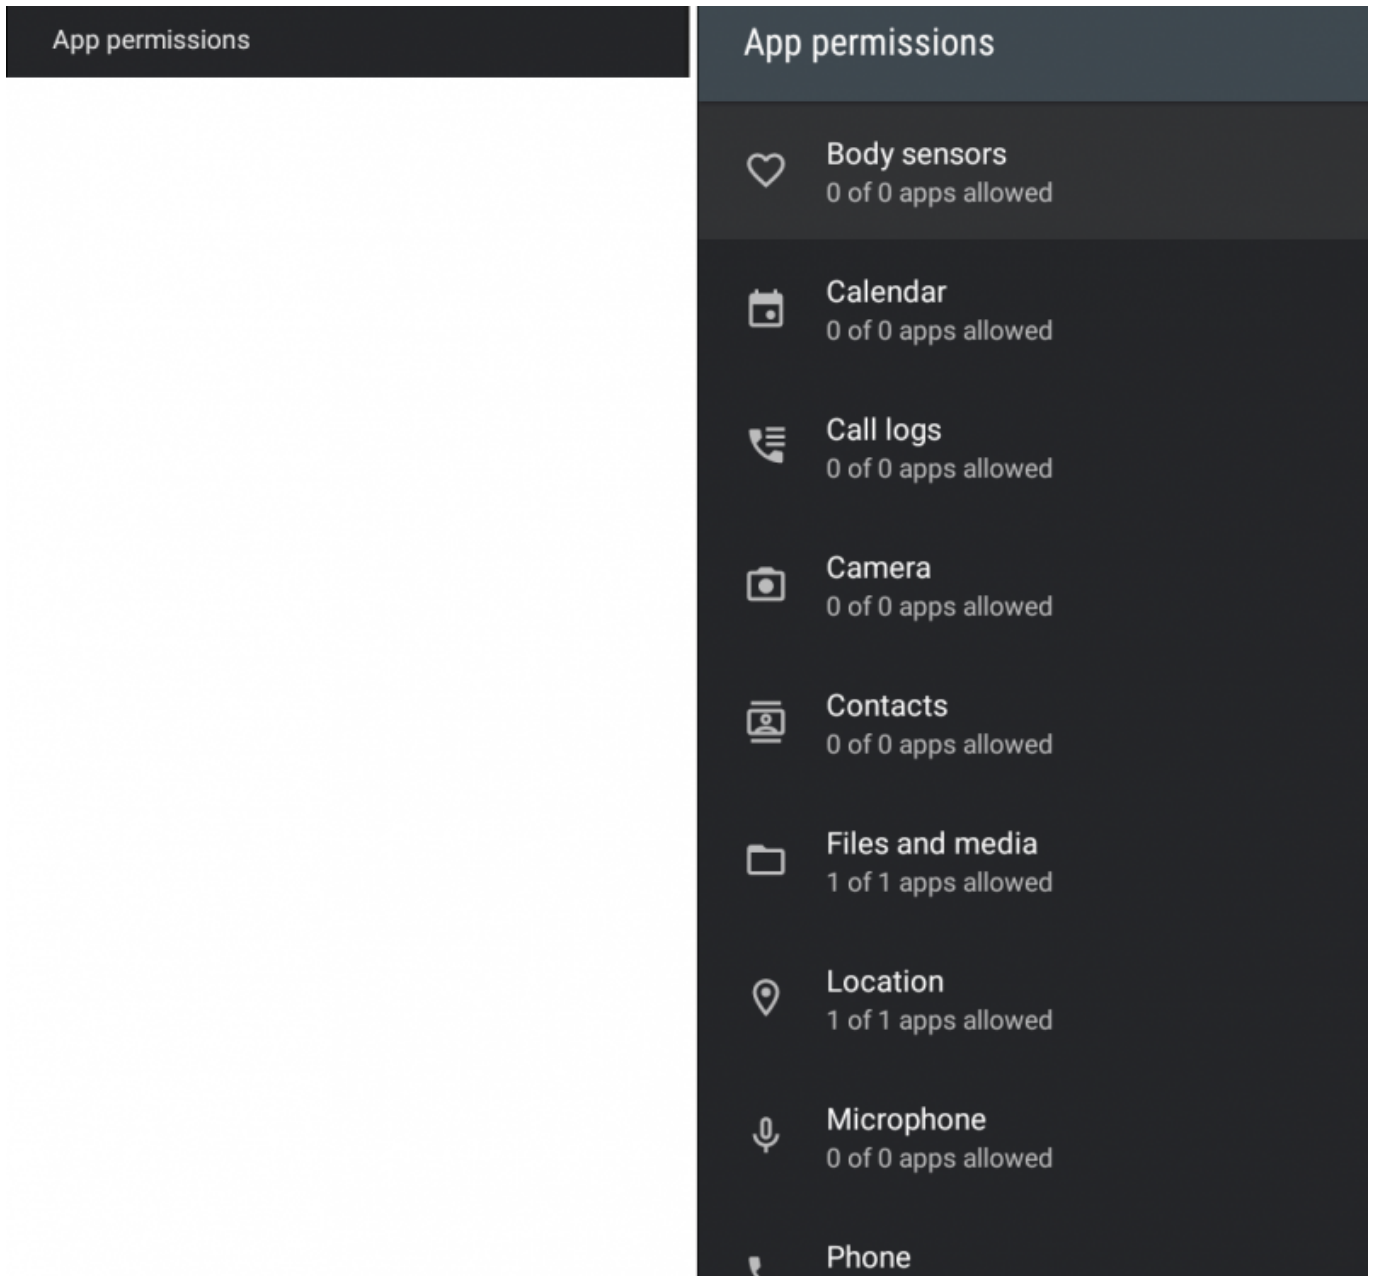 App permissions
App permissions
Body sensors
0 of 0 apps allowed
Calendar
0 of 0 apps allowed
Call logs
0 of 0 apps allowed
Camera
0 of 0 apps allowed
Contacts
0 of 0 apps allowed
Files and media
1 of 1 apps allowed
Location
1 of 1 apps allowed
Microphone
0 of 0 apps allowed
Phone